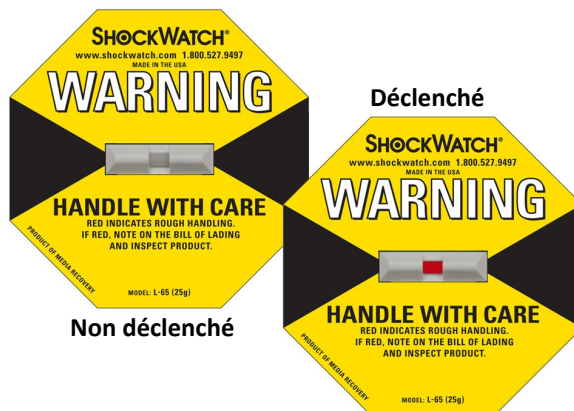 SHOCKWATCH®
www.shockwatch.com 1.800.527.9497
MADE IN THE USA
WARNING
HANDLE WITH CARE
RED INDICATES ROUGH HANDLING.
IF RED, NOTE ON THE BILL OF LADING
AND INSPECT PRODUCT.
PRODUCT OF MEDIA RECOVERY
MODEL: L-65 (25g)
Non déclenché
Déclenché
SHOCKWATCH®
www.shockwatch.com 1.800.527.9497
MADE IN THE USA
WARNING
HANDLE WITH CARE
RED INDICATES ROUGH HANDLING.
IF RED, NOTE ON THE BILL OF LADING
AND INSPECT PRODUCT.
PRODUCT OF MEDIA RECOVERY
MODEL: L-65 (25g)